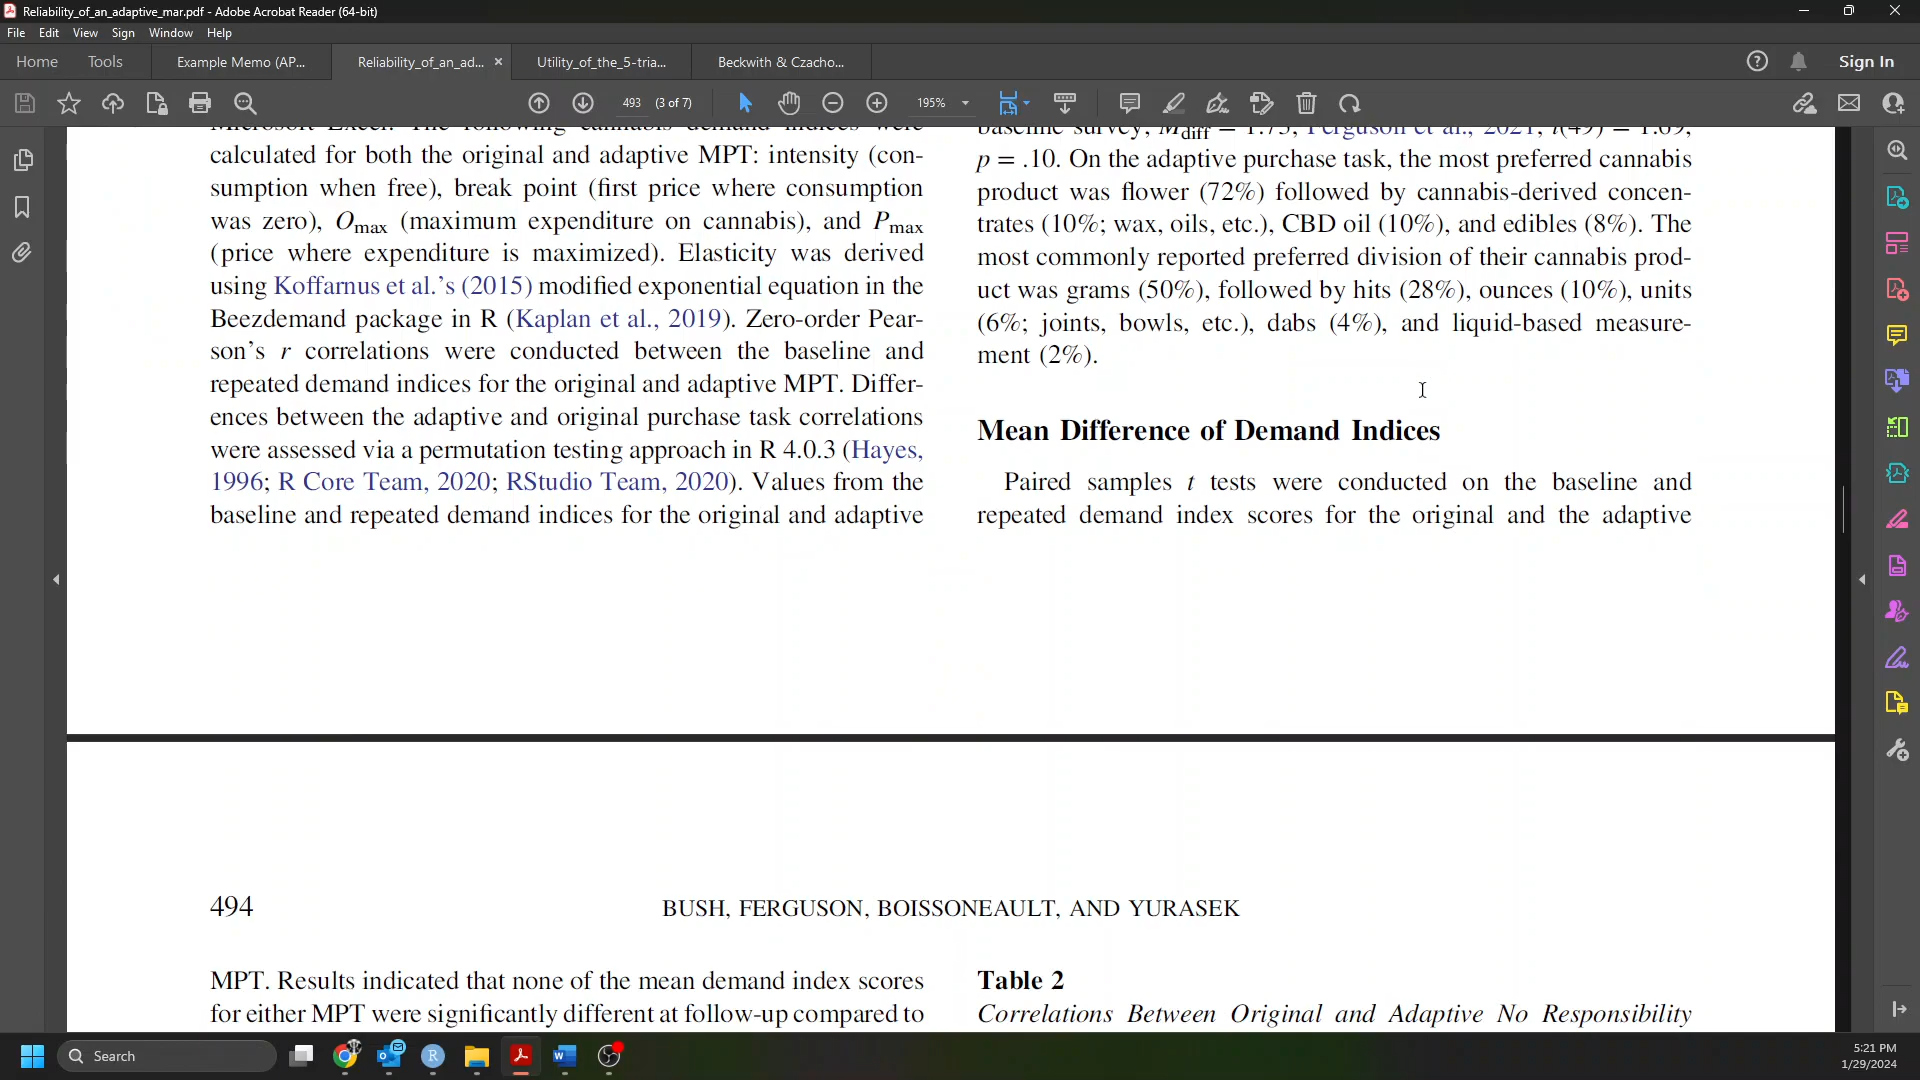 Reliability_of_an_adaptive_mar.pdf - Adobe Acrobat Reader (64-bit)
File Edit View Sign Window Help
Home Tools Example Memo (AP... Reliability_of_an_ad... Utility_of_the_5-tria... Beckwith & Czacho... Sign In
493 (3 of 7) 195%
Microsoft Excel. The following cannabis demand indices were
calculated for both the original and adaptive MPT: intensity (con-
sumption when free), break point (first price where consumption
was zero), Omax (maximum expenditure on cannabis), and Pmax
(price where expenditure is maximized). Elasticity was derived
using Koffarnus et al.'s (2015) modified exponential equation in the
Beezdemand package in R (Kaplan et al., 2019). Zero-order Pear-
son's r correlations were conducted between the baseline and
repeated demand indices for the original and adaptive MPT. Differ-
ences between the adaptive and original purchase task correlations
were assessed via a permutation testing approach in R 4.0.3 (Hayes,
1996; R Core Team, 2020; RStudio Team, 2020). Values from the
baseline and repeated demand indices for the original and adaptive
baseline survey, Mdiff = 1.73; Ferguson et al., 2021; t(49) = 1.69,
p = .10. On the adaptive purchase task, the most preferred cannabis
product was flower (72%) followed by cannabis-derived concen-
trates (10%; wax, oils, etc.), CBD oil (10%), and edibles (8%). The
most commonly reported preferred division of their cannabis prod-
uct was grams (50%), followed by hits (28%), ounces (10%), units
(6%; joints, bowls, etc.), dabs (4%), and liquid-based measure-
ment (2%).
Mean Difference of Demand Indices
Paired samples t tests were conducted on the baseline and
repeated demand index scores for the original and the adaptive
494 BUSH, FERGUSON, BOISSONEAULT, AND YURASEK
MPT. Results indicated that none of the mean demand index scores
for either MPT were significantly different at follow-up compared to
Table 2
Correlations Between Original and Adaptive No Responsibility
Search
5:21 PM
1/29/2024